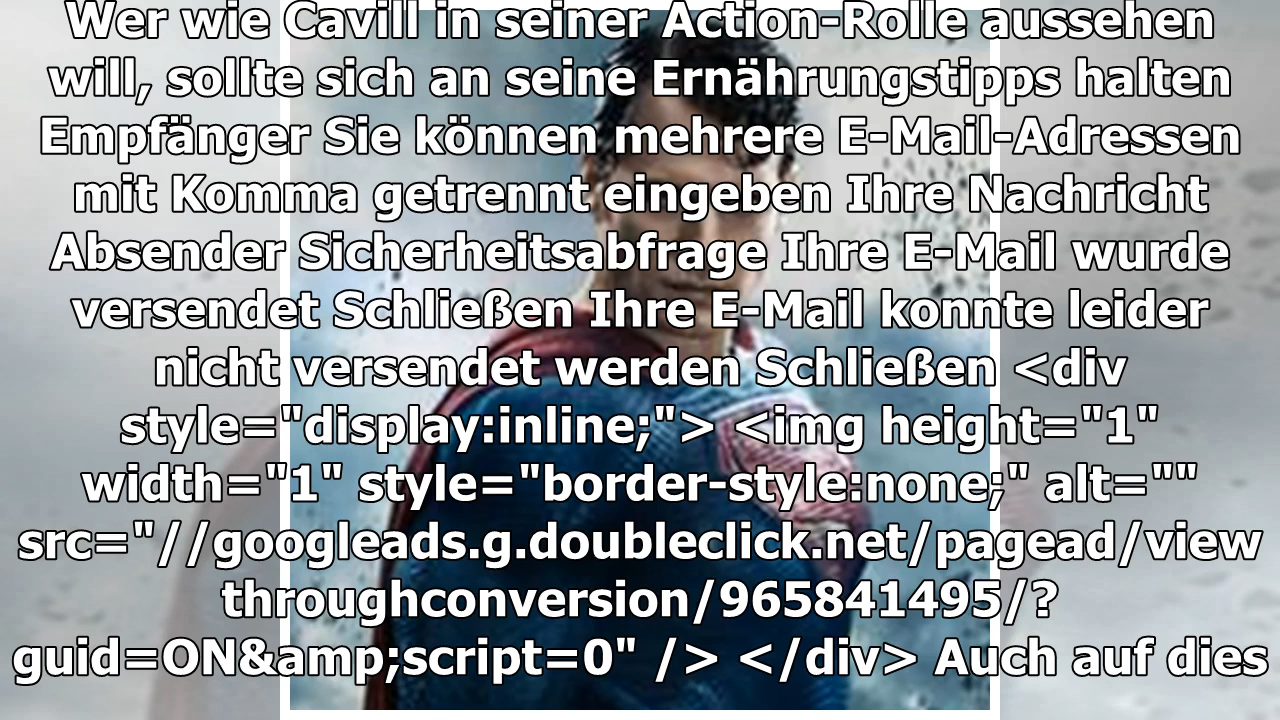 Wer wie Cavill in seiner Action-Rolle aussehen
will, sollte sich an seine Ernährungstipps halten
Empfänger Sie können mehrere E-Mail-Adressen
mit Komma getrennt eingeben Ihre Nachricht
Absender Sicherheitsabfrage Ihre E-Mail wurde
versendet Schließen Ihre E-Mail konnte leider
nicht versendet werden Schließen <div
style="display:inline;"> <img height="1"
width="1" style="border-style:none;" alt=""
src="//googleads.g.doubleclick.net/pagead/view
throughconversion/965841495/?
guid=ON&amp;script=0" /> </div> Auch auf dies